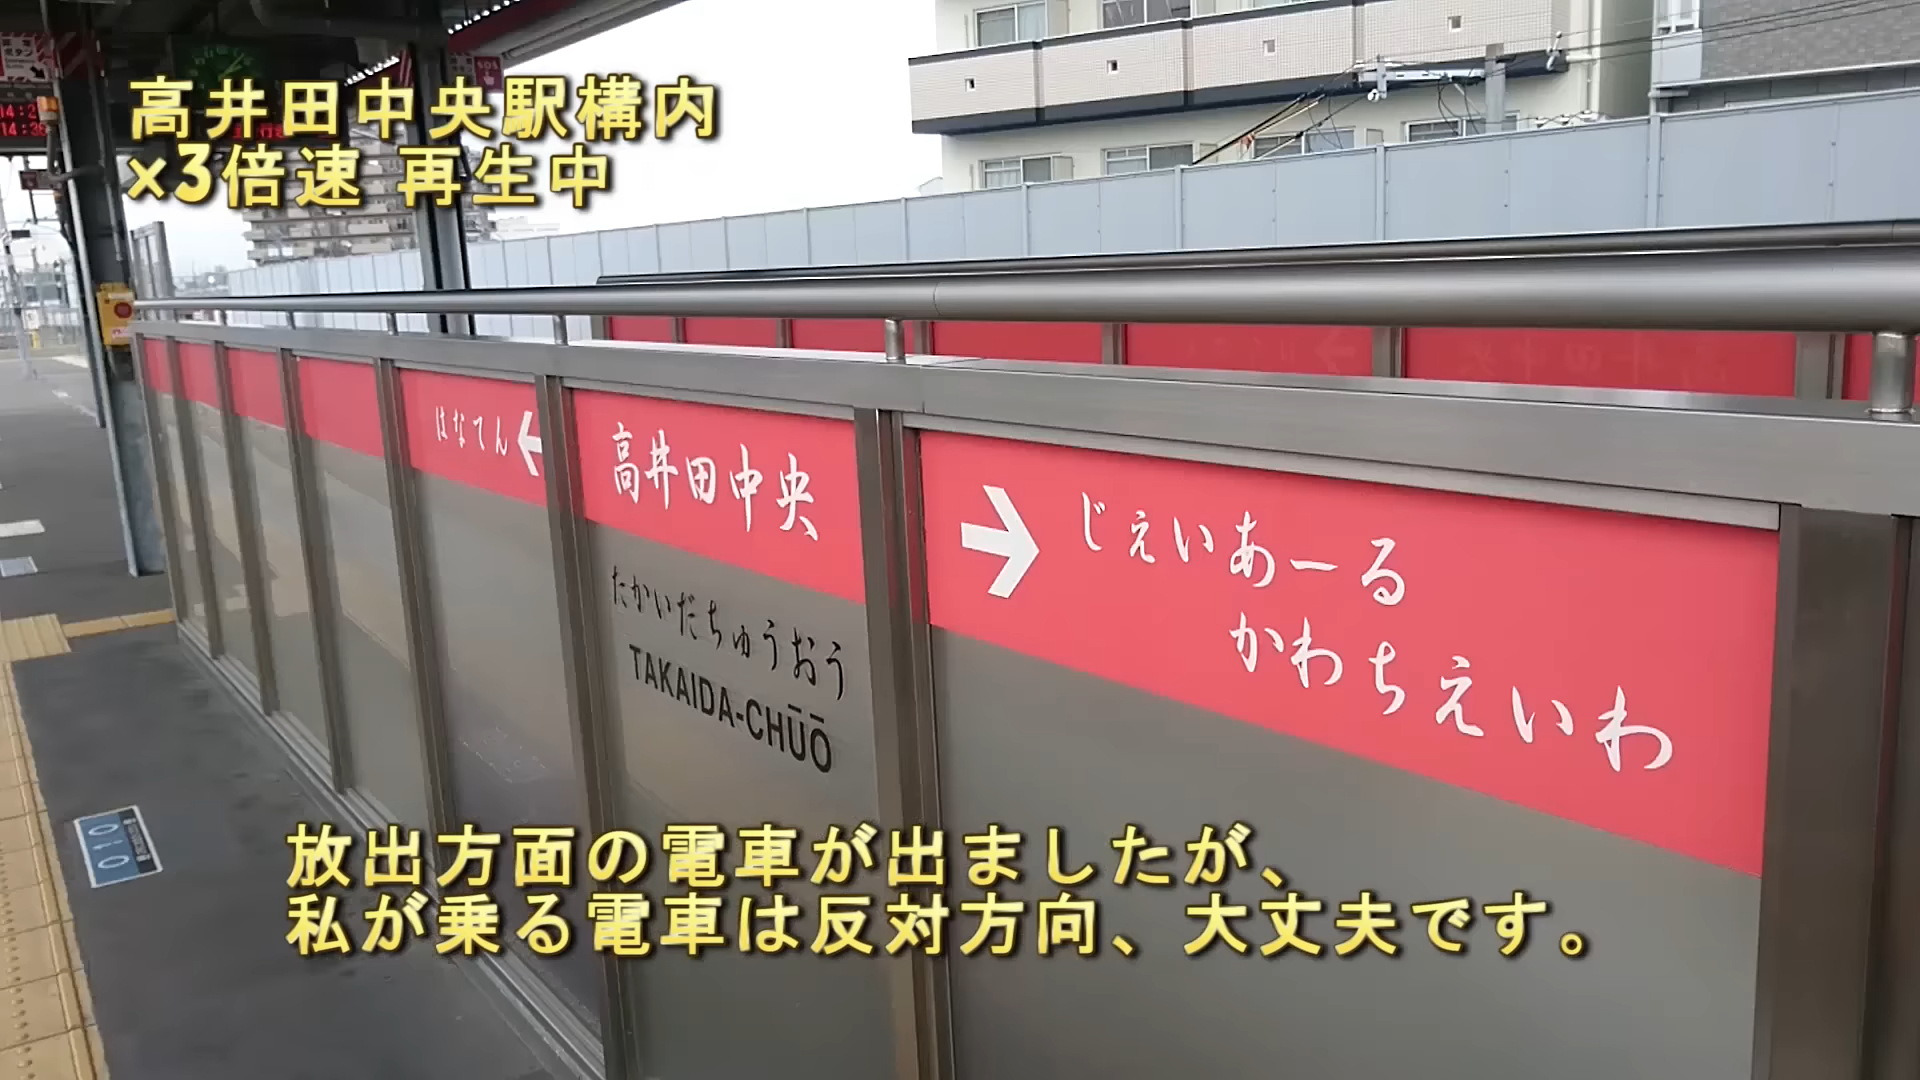 高井田中央駅構内
×3倍速 再生中
SOS
はなてん
高井田中央
じぇいあーる
かわちえいわ
たかいだちゅうおう
TAKAIDA-CHŪŌ
放出方面の電車が出ましたが、
私が乗る電車は反対方向、大丈夫です。